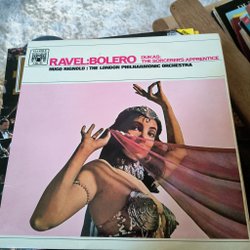 RAVEL:BOLERO
DUKAS:
THE SORCERER'S APPRENTICE
HUGO RIGNOLD : THE LONDON PHILHARMONIC ORCHESTRA